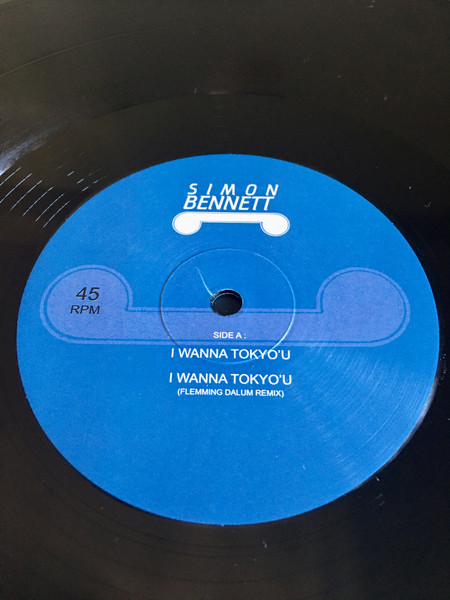 SIMON
BENNETT
45
RPM
SIDE A :
I WANNA TOKYO'U
I WANNA TOKYO'U
(FLEMMING DALUM REMIX)